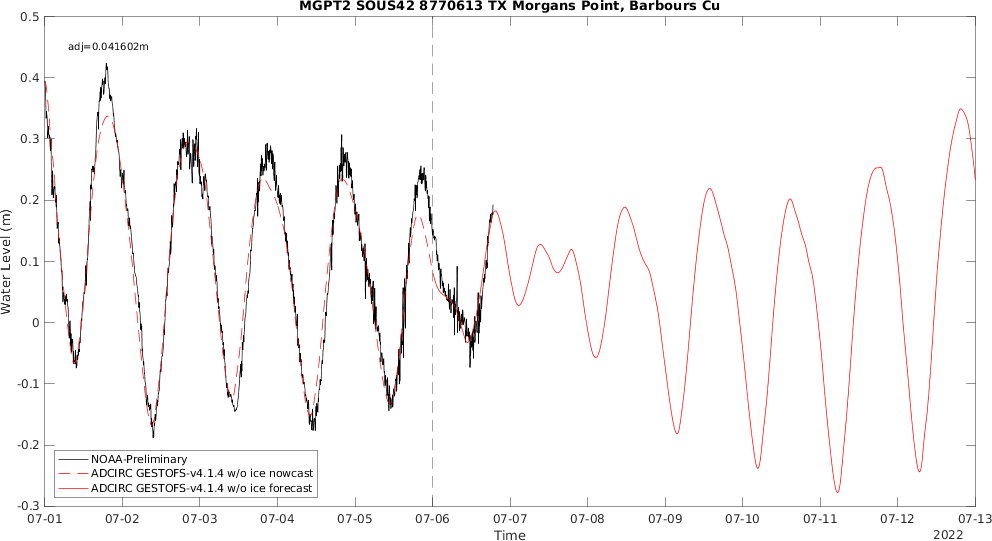 MGPT2 SOUS42 8770613 TX Morgans Point, Barbours Cu
adj=0.041602m
0.5
0.4
0.3
0.2
0.1
0
-0.1
-0.2
-0.3
Water Level (m)
NOAA-Preliminary
ADCIRC GESTOFS-v4.1.4 w/o ice nowcast
ADCIRC GESTOFS-v4.1.4 w/o ice forecast
07-01 07-02 07-03 07-04 07-05 07-06 07-07 07-08 07-09 07-10 07-11 07-12 07-13
Time
2022